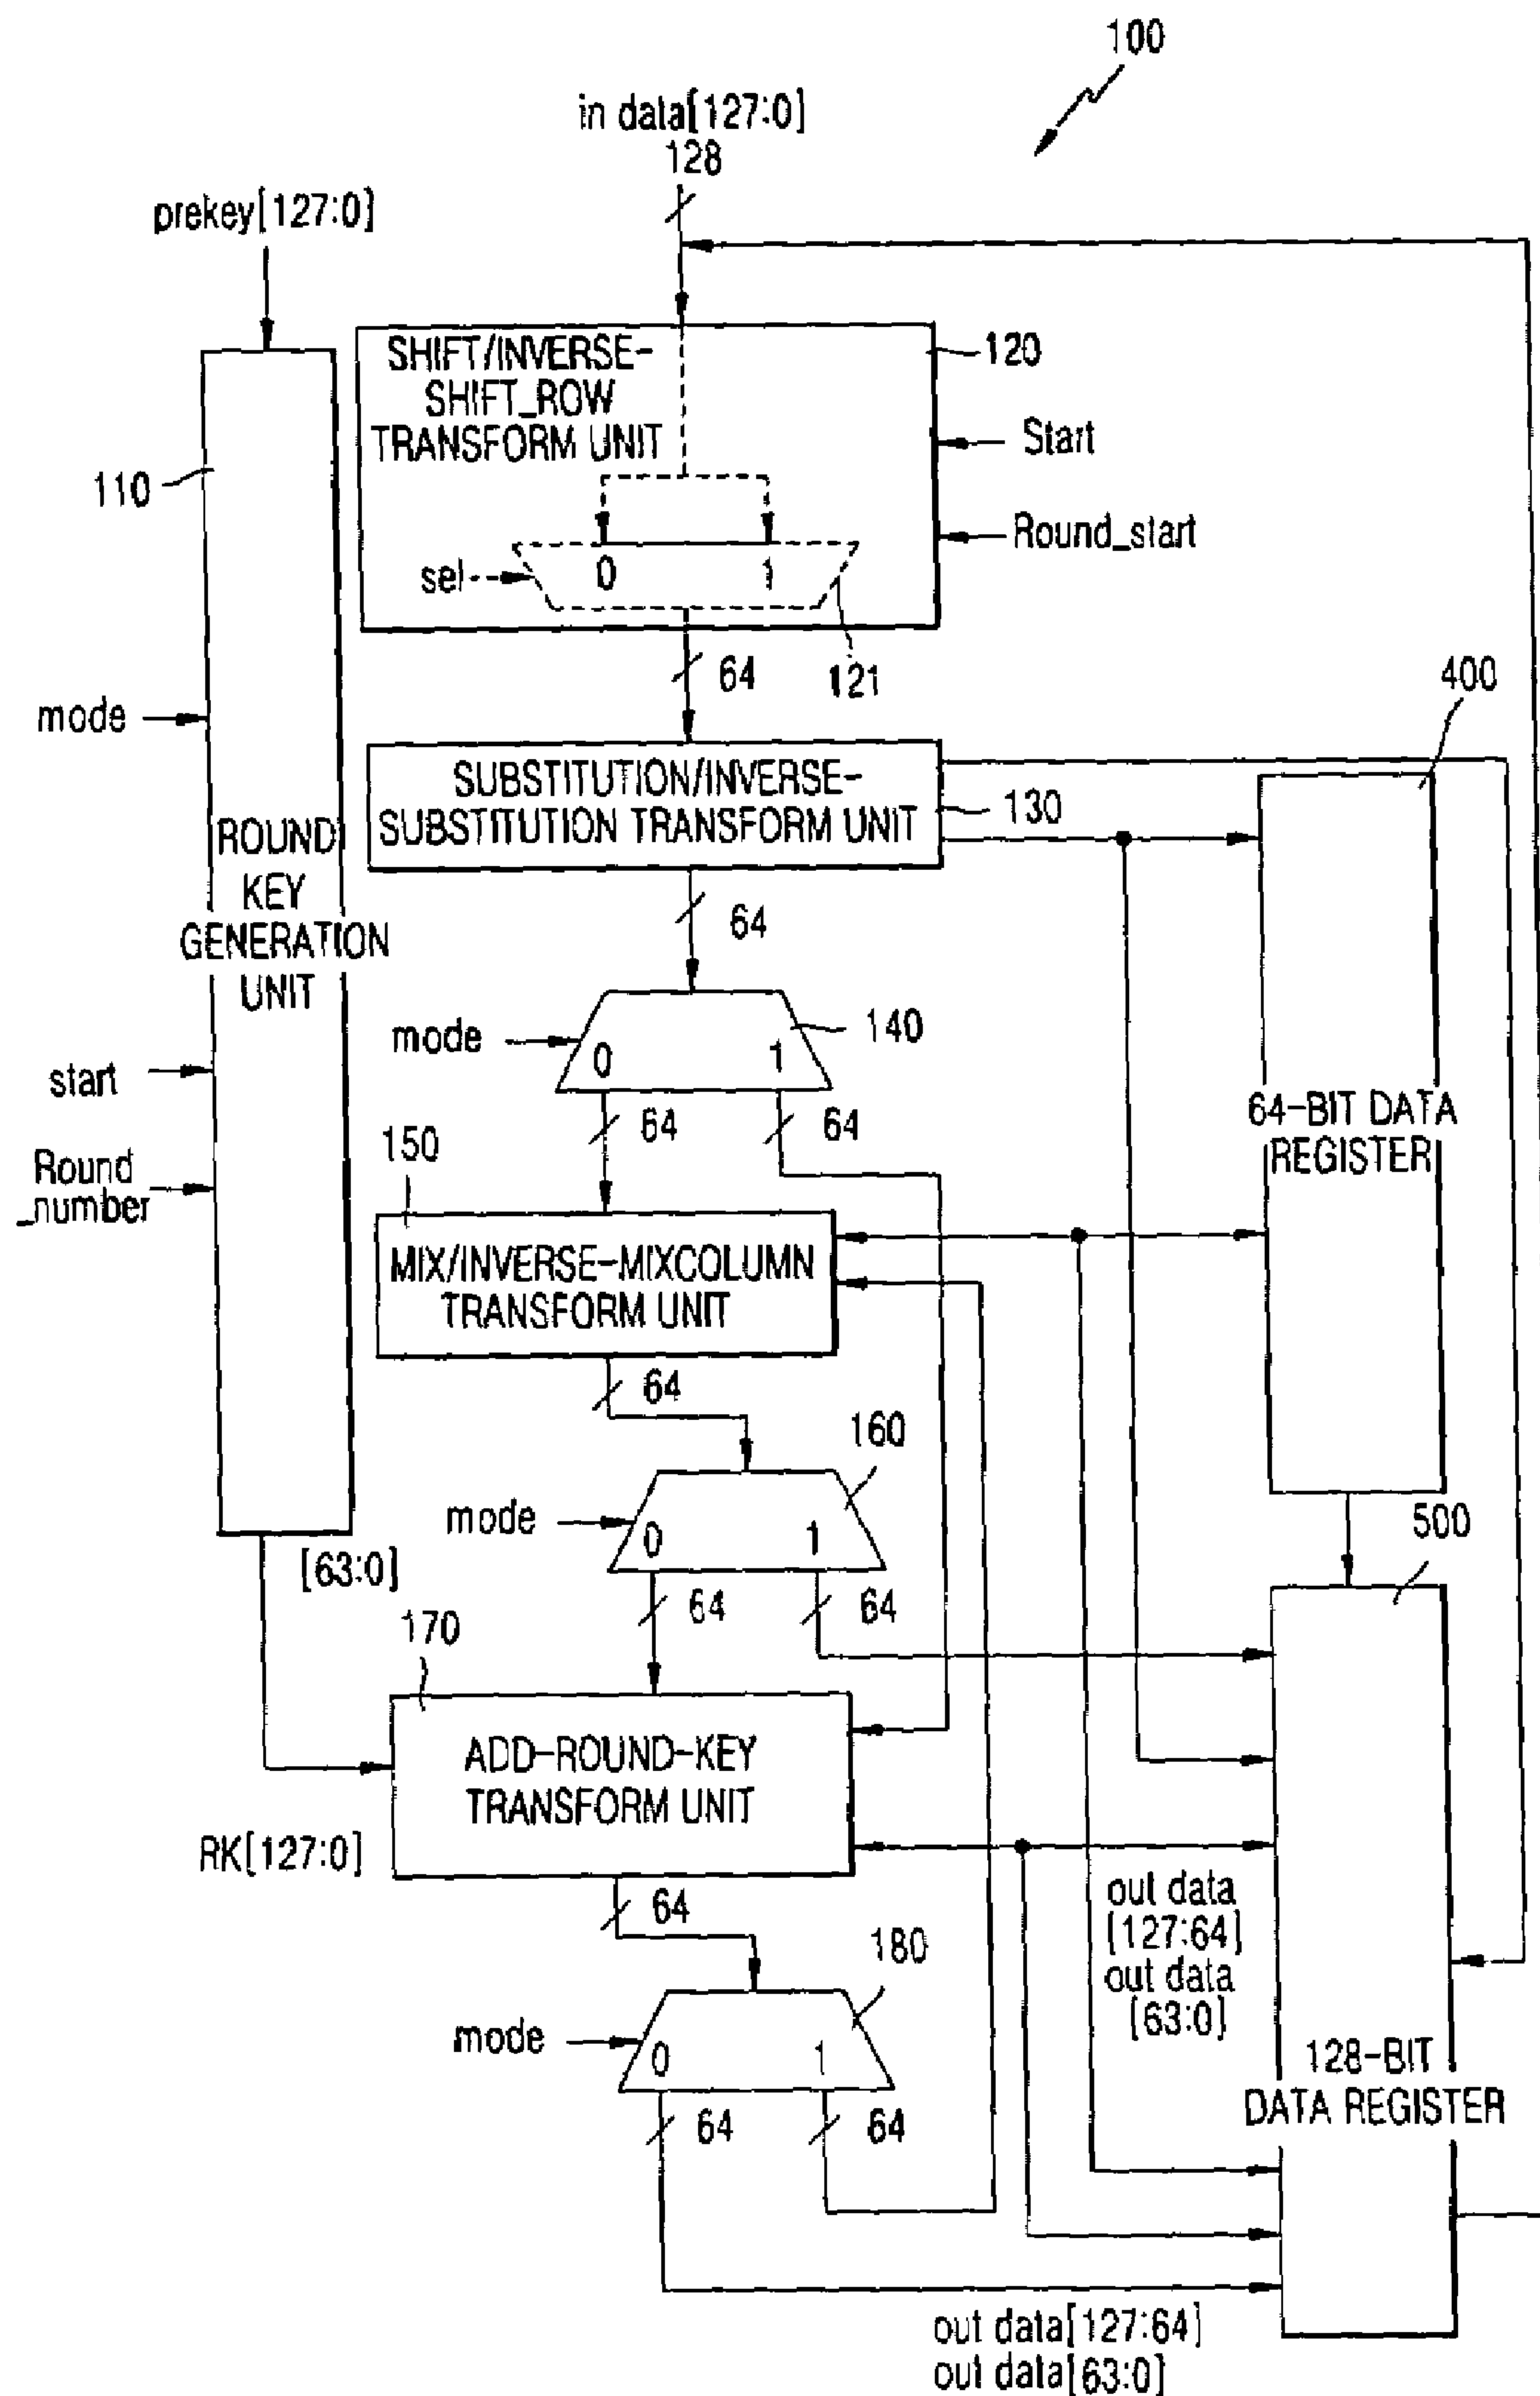 100
in data[127:0]
128
prekey[127:0]
SHIFT/INVERSE-
SHIFT_ROW
TRANSFORM UNIT
120
Start
110
Round_start
sel
0 1
64
121
400
mode
SUBSTITUTION/INVERSE-
SUBSTITUTION TRANSFORM UNIT
130
ROUND
KEY
GENERATION
UNIT
64
mode
140
0 1
start
64-BIT DATA
REGISTER
64 64
150
Round
_number
MIX/INVERSE-MIXCOLUMN
TRANSFORM UNIT
64
160
mode
0 1
500
[63:0]
64 64
170
ADD-ROUND-KEY
TRANSFORM UNIT
RK[127:0]
64
out data
[127:64]
out data
[63:0]
180
mode
0 1
128-BIT
DATA REGISTER
64 64
out data[127:64]
out data[63:0]